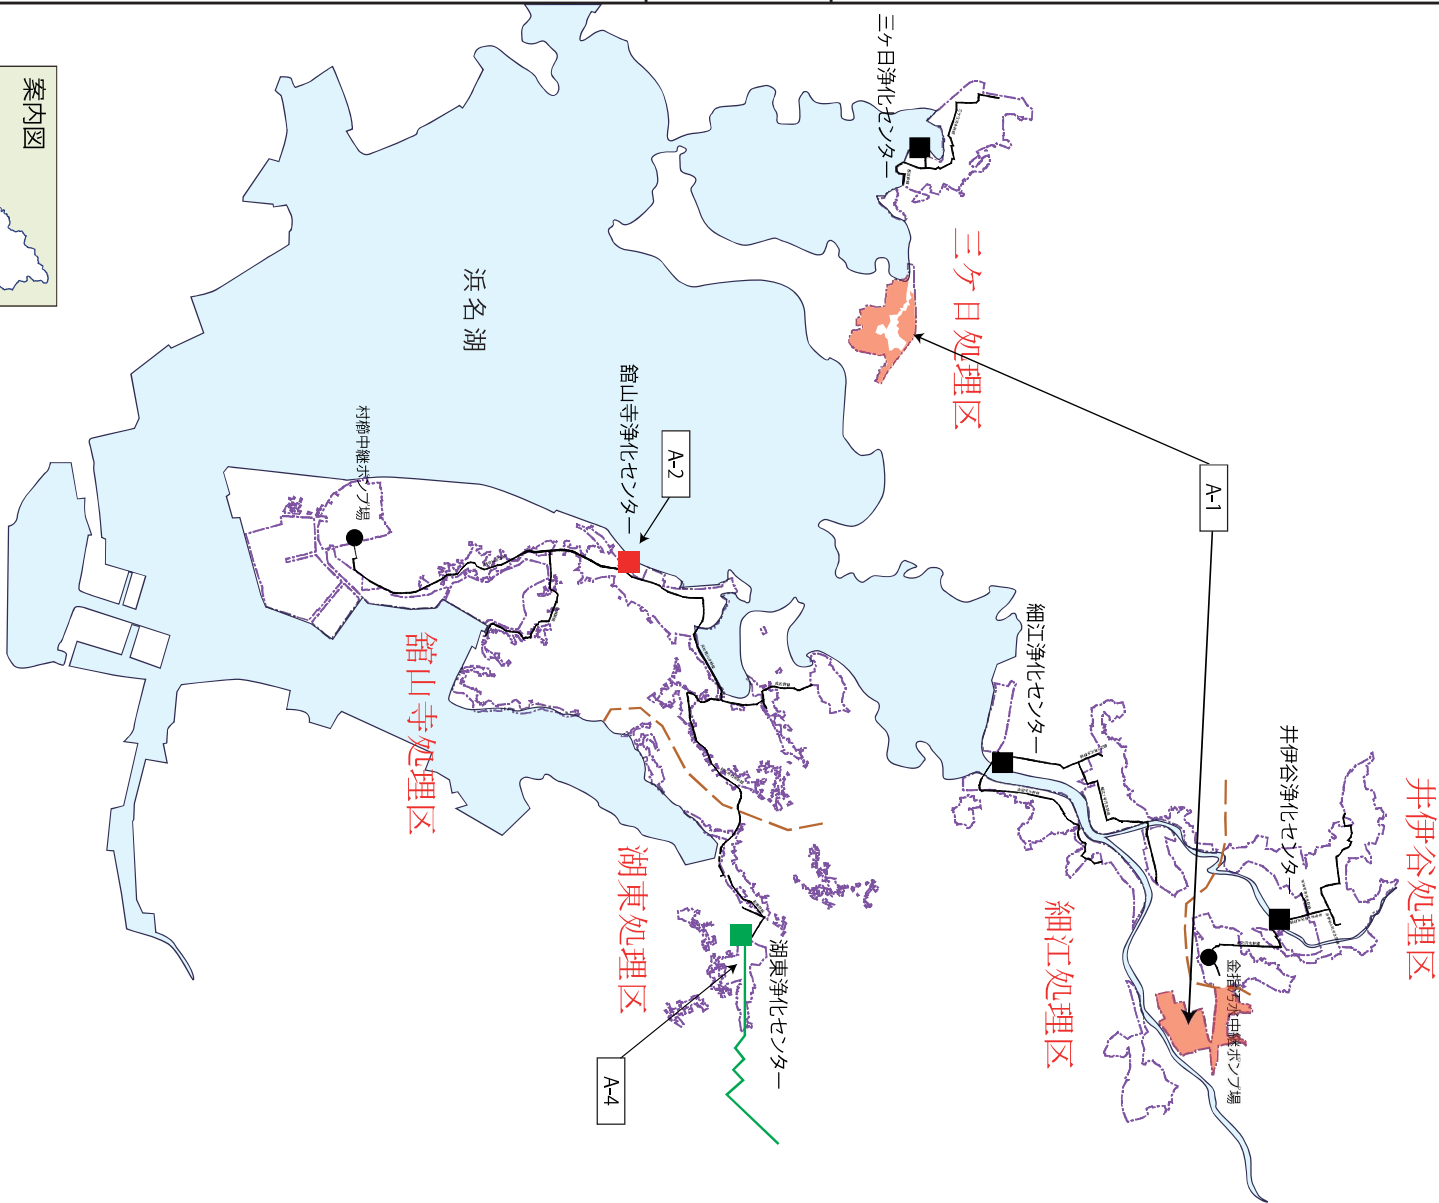 案内図
三ヶ日浄化センター
三ケ日処理区
浜名湖
舘山寺浄化センター
A-2
A-1
村櫛中継ポンプ場
舘山寺処理区
細江浄化センター
井伊谷浄化センター
井伊谷処理区
湖東処理区
細江処理区
湖東浄化センター
金指汚水中継ポンプ場
A-4